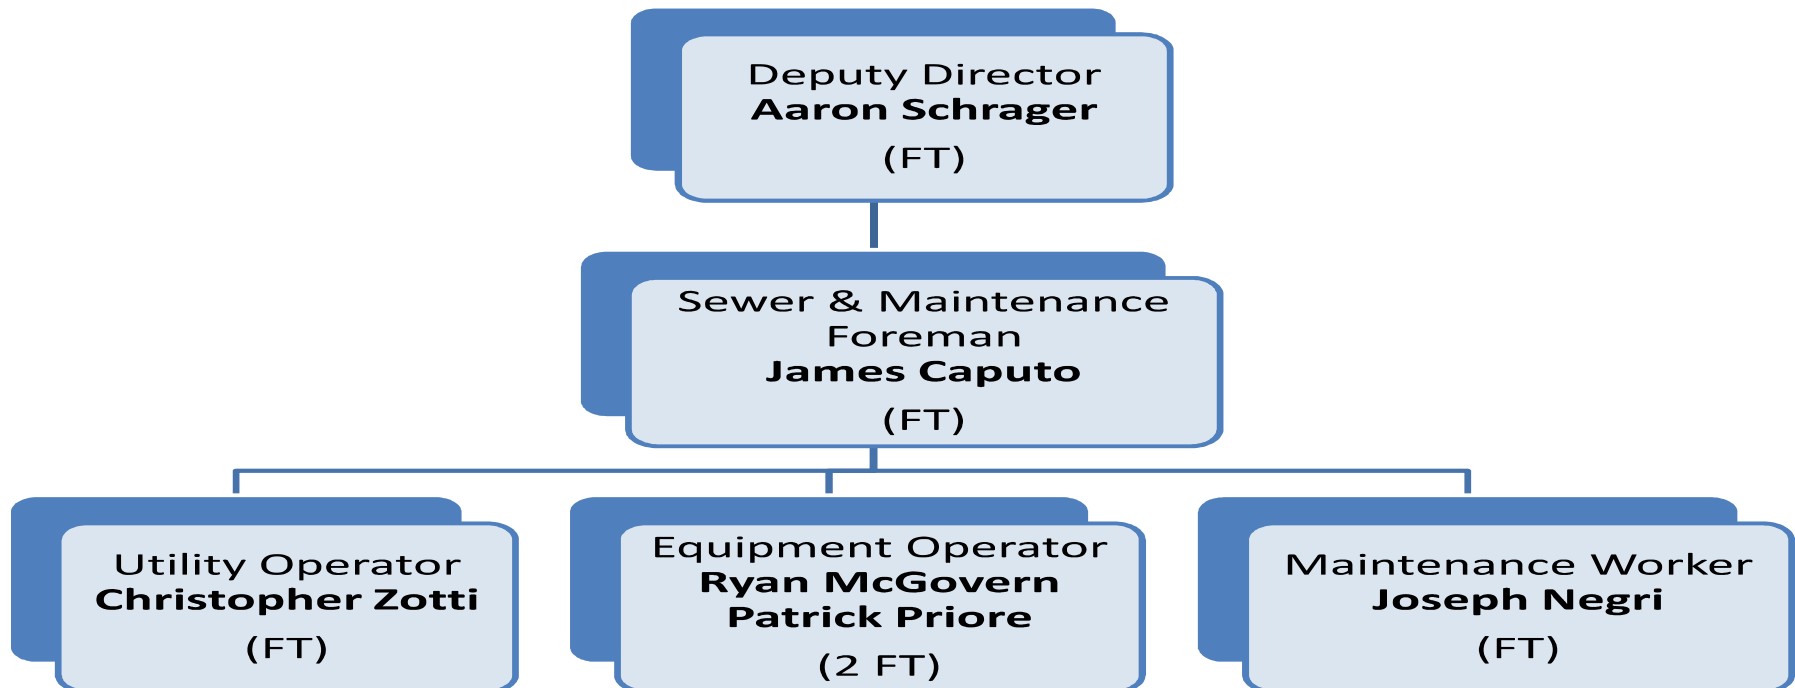 Deputy Director
Aaron Schrager
(FT)
Sewer & Maintenance
Foreman
James Caputo
(FT)
Utility Operator
Christopher Zotti
(FT)
Equipment Operator
Ryan McGovern
Patrick Priore
(2 FT)
Maintenance Worker
Joseph Negri
(FT)